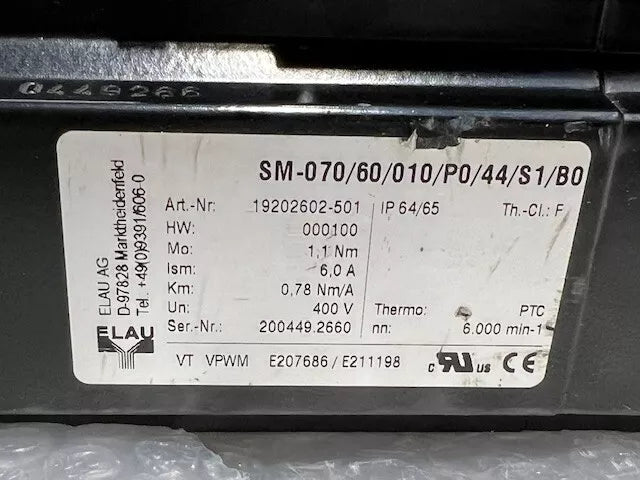 0449266
SM-070/60/010/P0/44/S1/B0
Art.-Nr: 19202602-501 IP 64/65 Th.-Cl.: F
HW: 000100
Mo: 1,1 Nm
Ism: 6,0 A
Km: 0,78 Nm/A
Un: 400 V Thermo: PTC
Ser.-Nr.: 200449.2660 nn: 6.000 min-1
VT VPWM E207686 / E211198 c RU us CE
ELAU AG
D-97828 Marktheidenfeld
Tel. +49(0)9391/606-0
ELAU